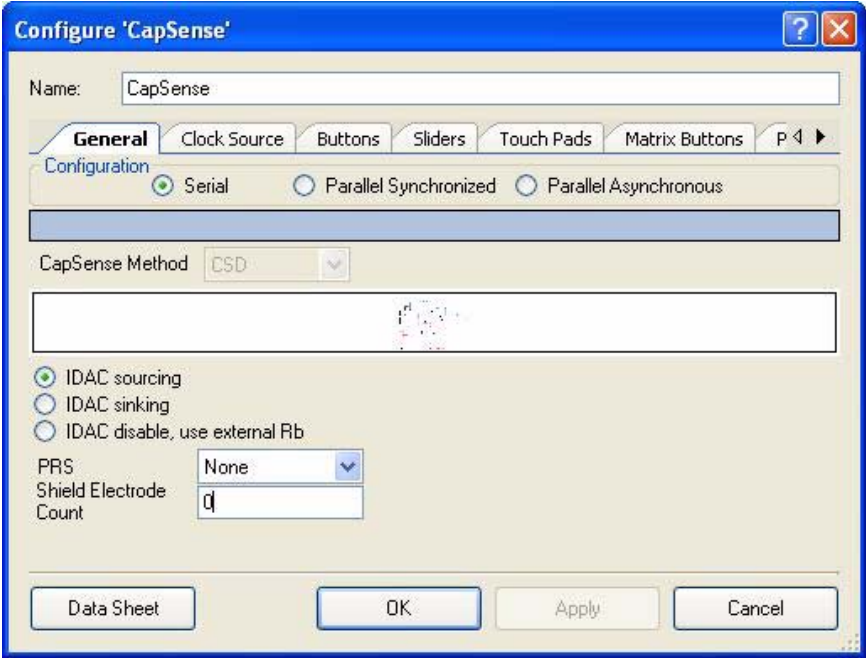 Configure 'CapSense'
Name: CapSense
General Clock Source Buttons Sliders Touch Pads Matrix Buttons P
Configuration
Serial Parallel Synchronized Parallel Asynchronous
CapSense Method CSD
IDAC sourcing
IDAC sinking
IDAC disable, use external Rb
PRS None
Shield Electrode
Count 0
Data Sheet OK Apply Cancel